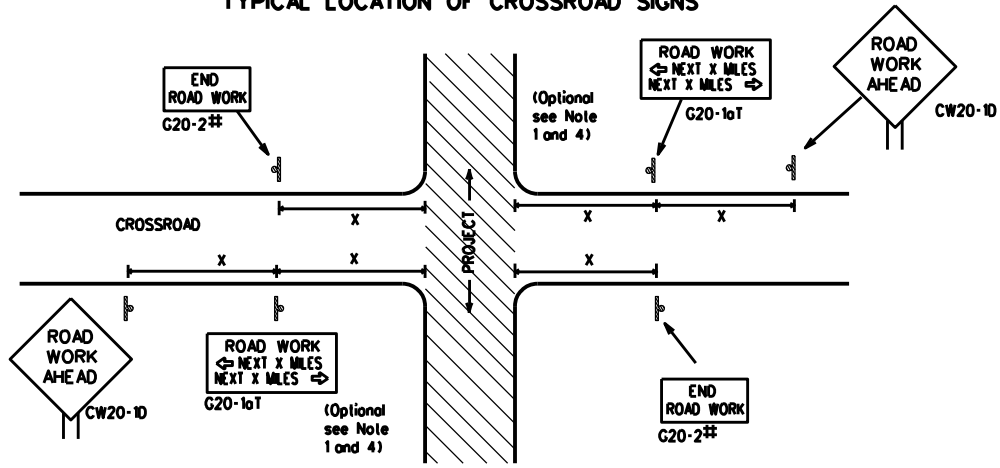 TYPICAL LOCATION OF CROSSROAD SIGNS
END
ROAD WORK
G20-2#
(Optional
see Note
1 and 4)
ROAD WORK
⇦ NEXT X MILES
NEXT X MILES ⇨
G20-1aT
ROAD
WORK
AHEAD
CW20-1D
CROSSROAD
X
X
X
PROJECT
X
X
X
ROAD
WORK
AHEAD
CW20-1D
ROAD WORK
⇦ NEXT X MILES
NEXT X MILES ⇨
G20-1aT
(Optional
see Note
1 and 4)
END
ROAD WORK
G20-2#